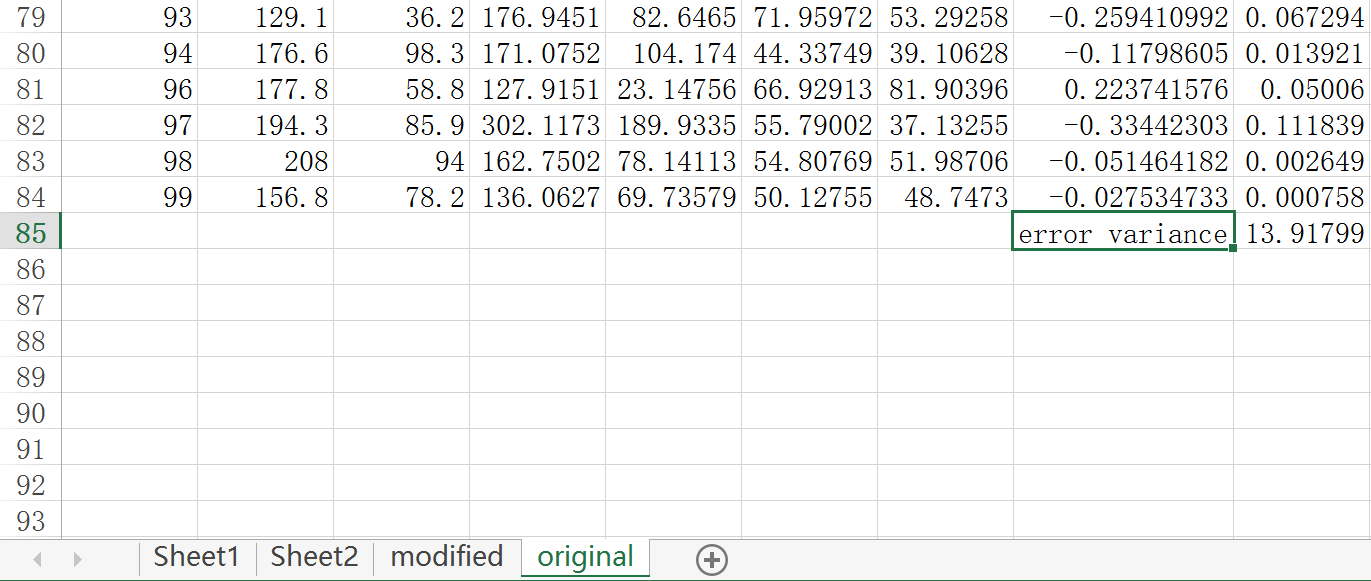 79 93 129.1 36.2 176.9451 82.6465 71.95972 53.29258 -0.259410992 0.067294
80 94 176.6 98.3 171.0752 104.174 44.33749 39.10628 -0.11798605 0.013921
81 96 177.8 58.8 127.9151 23.14756 66.92913 81.90396 0.223741576 0.05006
82 97 194.3 85.9 302.1173 189.9335 55.79002 37.13255 -0.33442303 0.111839
83 98 208 94 162.7502 78.14113 54.80769 51.98706 -0.051464182 0.002649
84 99 156.8 78.2 136.0627 69.73579 50.12755 48.7473 -0.027534733 0.000758
85 error variance 13.91799
86
87
88
89
90
91
92
93
Sheet1 Sheet2 modified original